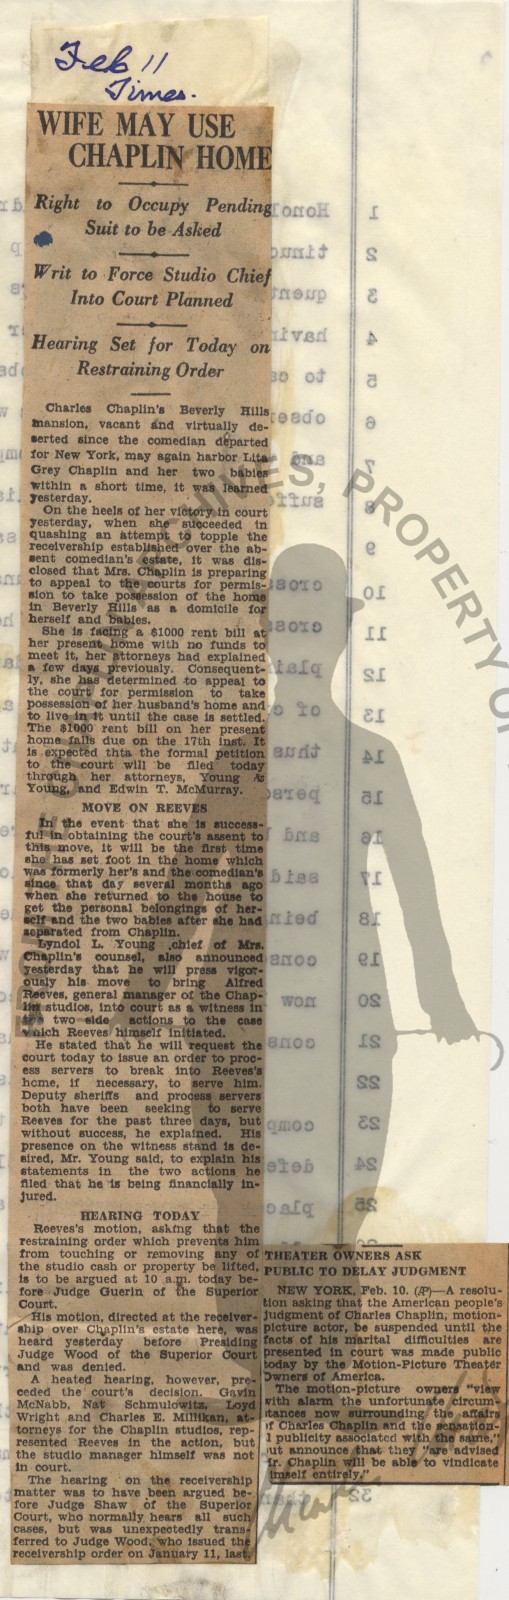 Feb 11
Times.
WIFE MAY USE
CHAPLIN HOME
Right to Occupy Pending
Suit to be Asked
Writ to Force Studio Chief
Into Court Planned
Hearing Set for Today on
Restraining Order
Charles Chaplin's Beverly Hills
mansion, vacant and virtually de-
serted since the comedian departed
for New York, may again harbor Lita
Grey Chaplin and her two babies
within a short time, it was learned
yesterday.
On the heels of her victory in court
yesterday, when she succeeded in
quashing an attempt to topple the
receivership established over the ab-
sent comedian's estate, it was dis-
closed that Mrs. Chaplin is preparing
to appeal to the courts for permis-
sion to take possession of the home
in Beverly Hills as a domicile for
herself and babies.
She is facing a $1000 rent bill at
her present home with no funds to
meet it, her attorneys had explained
a few days previously. Consequent-
ly, she has determined to appeal to
the court for permission to take
possession of her husband's home and
to live in it until the case is settled.
The $1000 rent bill on her present
home falls due on the 17th inst. It
is expected thta the formal petition
to the court will be filed today
through her attorneys, Young &
Young, and Edwin T. McMurray.
MOVE ON REEVES
In the event that she is success-
ful in obtaining the court's assent to
this move, it will be the first time
she has set foot in the home which
was formerly her's and the comedian's
since that day several months ago
when she returned to the house to
get the personal belongings of her-
self and the two babies after she had
separated from Chaplin.
Lyndol L. Young ,chief of Mrs.
Chaplin's counsel, also announced
yesterday that he will press vigor-
ously his move to bring Alfred
Reeves, general manager of the Chap-
lin studios, into court as a witness in
two side actions to the case
which Reeves himself initiated.
He stated that he will request the
court today to issue an order to proc-
ess servers to break into Reeves's
home, if necessary, to serve him.
Deputy sheriffs and process servers
both have been seeking to serve
Reeves for the past three days, but
without success, he explained. His
presence on the witness stand is de-
sired, Mr. Young said, to explain his
statements in the two actions he
filed that he is being financially in-
jured.
HEARING TODAY
Reeves's motion, asking that the
restraining order which prevents him
from touching or removing any of
the studio cash or property be lifted,
is to be argued at 10 a.m. today be-
fore Judge Guerin of the Superior
Court.
His motion, directed at the receiver-
ship over Chaplin's estate here, was
heard yesterday before Presiding
Judge Wood of the Superior Court
and was denied.
A heated hearing, however, pre-
ceded the court's decision. Gavin
McNabb, Nat Schmulowitz, Loyd
Wright and Charles E. Millikan, at-
torneys for the Chaplin studios, rep-
resented Reeves in the action, but
the studio manager himself was not
in court.
The hearing on the receivership
matter was to have been argued be-
fore Judge Shaw of the Superior
Court, who normally hears all such
cases, but was unexpectedly trans-
ferred to Judge Wood, who issued the
receivership order on January 11, last.
THEATER OWNERS ASK
PUBLIC TO DELAY JUDGMENT
NEW YORK, Feb. 10. (AP)—A resolu-
tion asking that the American people's
judgment of Charles Chaplin, motion-
picture actor, be suspended until the
facts of his marital difficulties are
presented in court was made public
today by the Motion-Picture Theater
Owners of America.
The motion-picture owners "view
with alarm the unfortunate circum-
stances now surrounding the affairs
of Charles Chaplin and the sensation-
l publicity associated with the same,"
ut announce that they "are advised
r. Chaplin will be able to vindicate
imself entirely."
ARCHIVES, PROPERTY OF